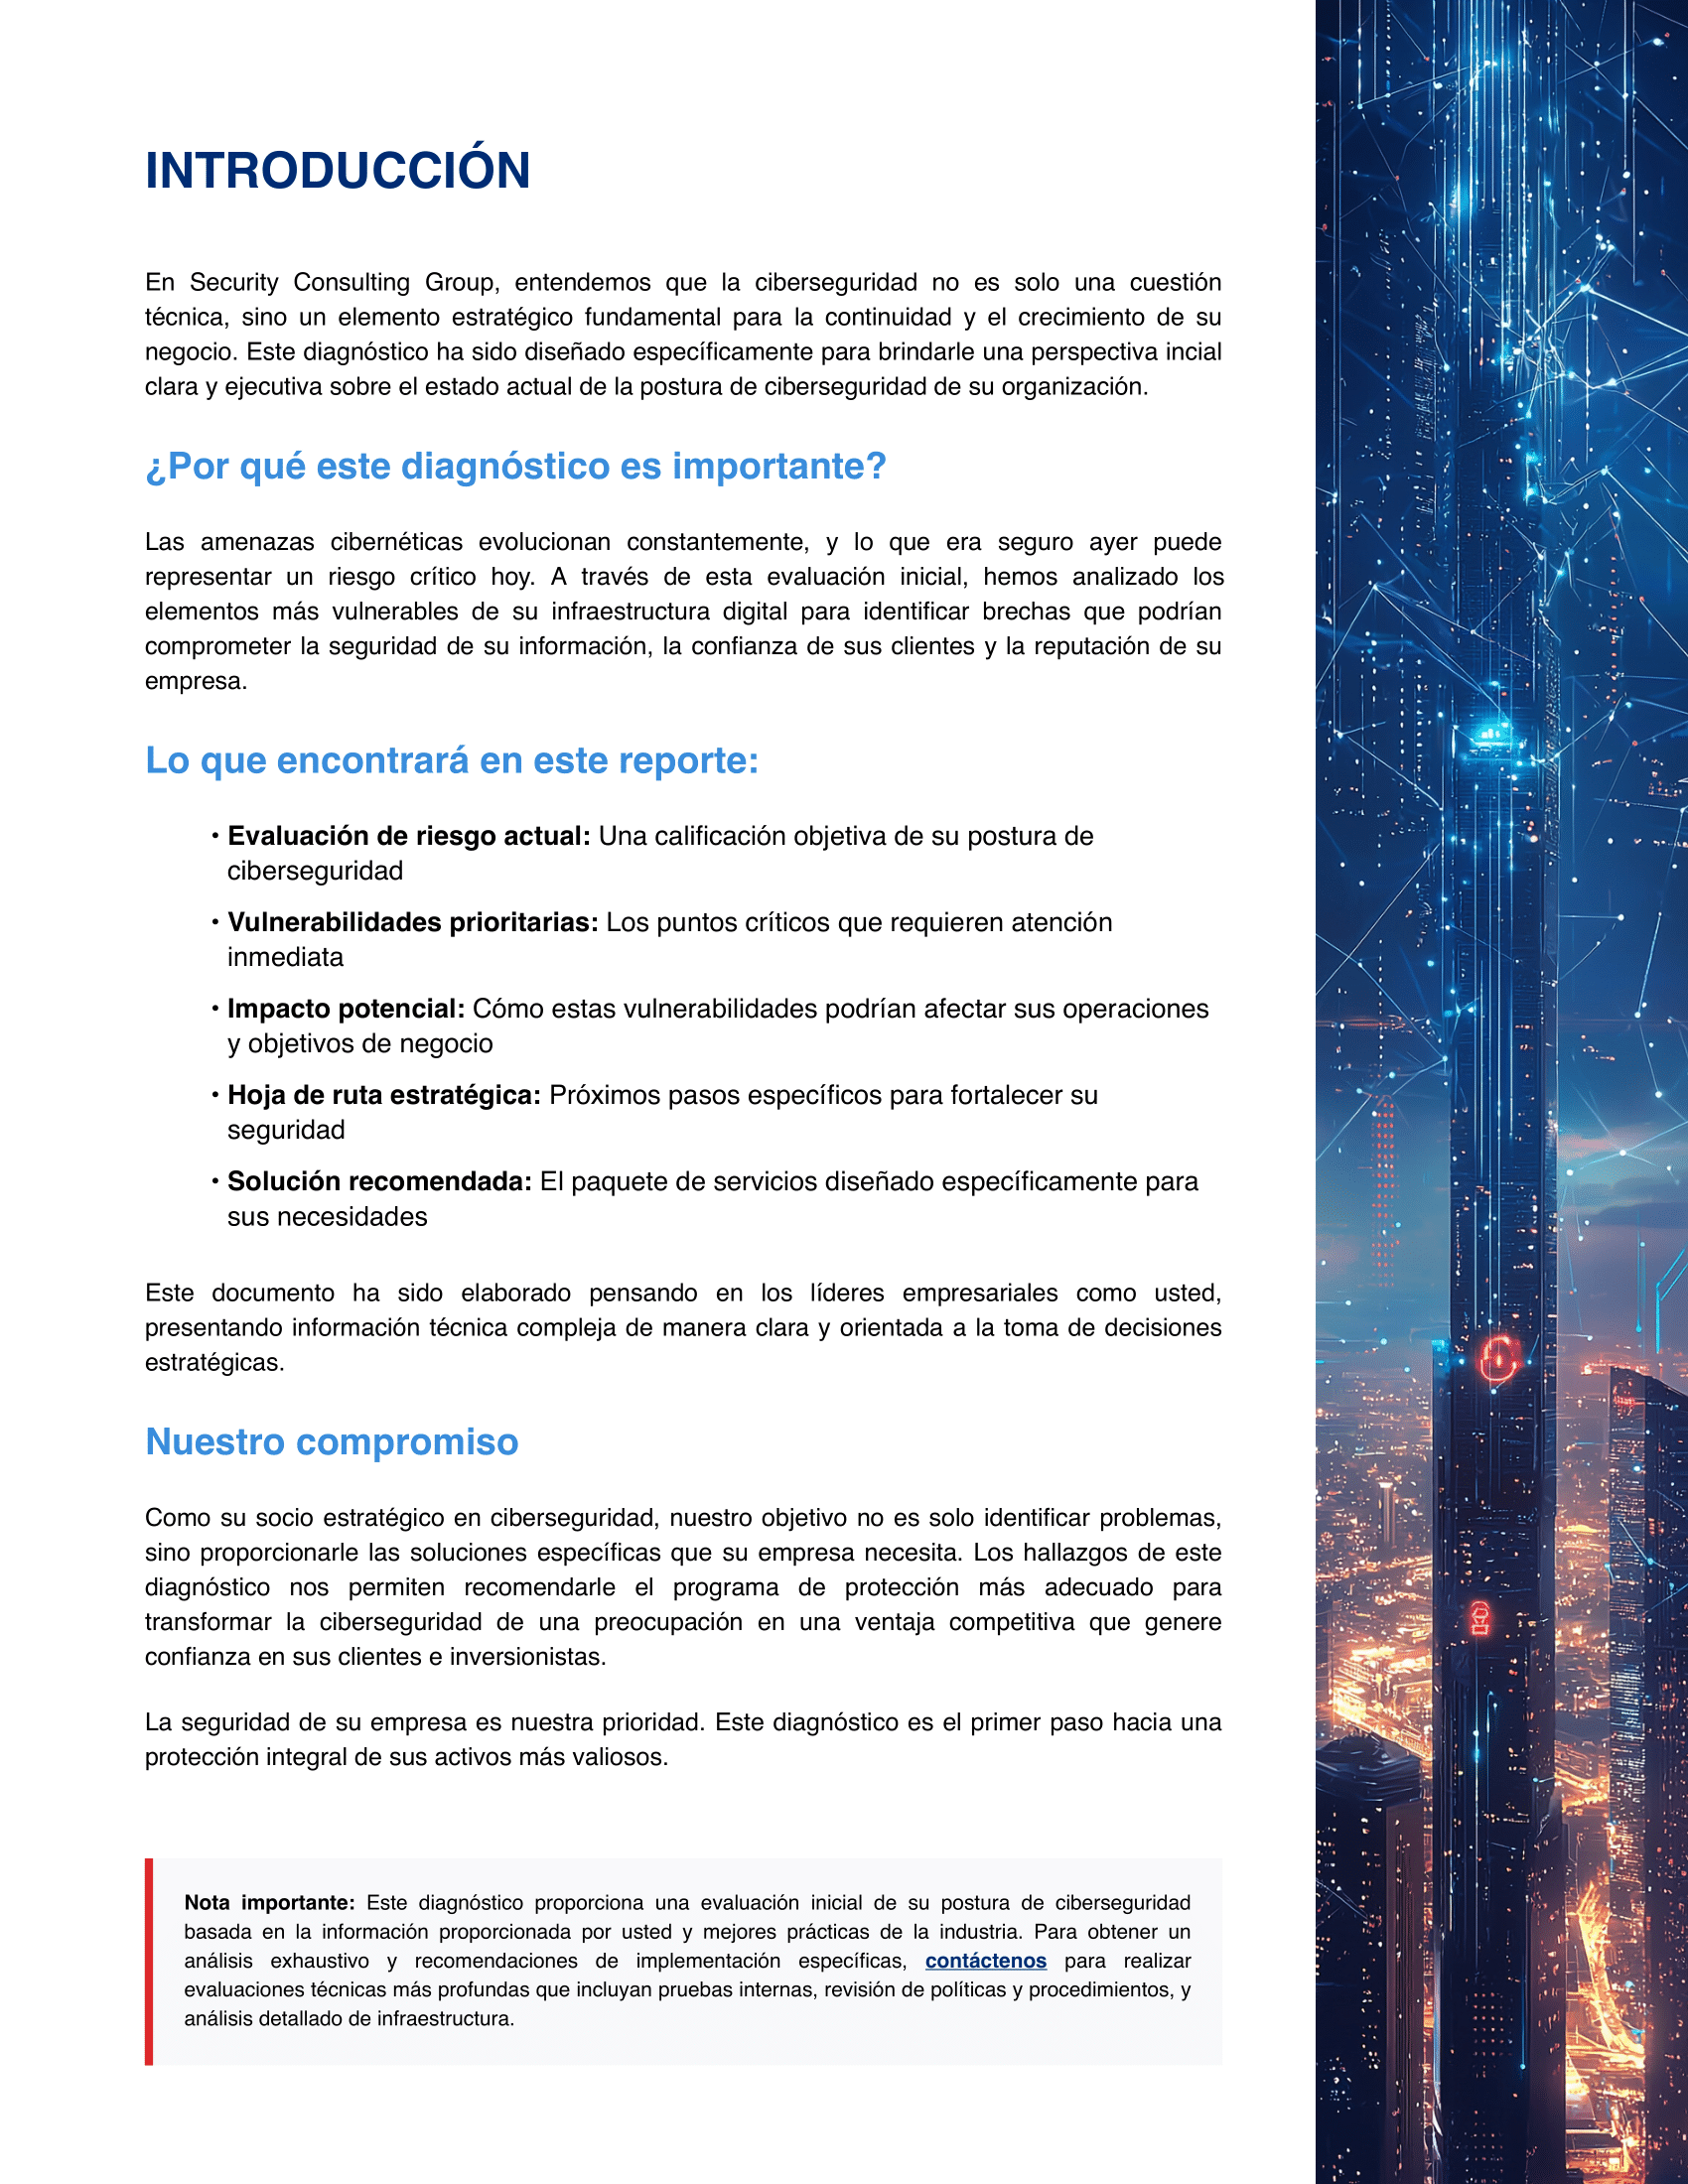 INTRODUCCIÓN
En Security Consulting Group, entendemos que la ciberseguridad no es solo una cuestión
técnica, sino un elemento estratégico fundamental para la continuidad y el crecimiento de su
negocio. Este diagnóstico ha sido diseñado específicamente para brindarle una perspectiva incial
clara y ejecutiva sobre el estado actual de la postura de ciberseguridad de su organización.
¿Por qué este diagnóstico es importante?
Las amenazas cibernéticas evolucionan constantemente, y lo que era seguro ayer puede
representar un riesgo crítico hoy. A través de esta evaluación inicial, hemos analizado los
elementos más vulnerables de su infraestructura digital para identificar brechas que podrían
comprometer la seguridad de su información, la confianza de sus clientes y la reputación de su
empresa.
Lo que encontrará en este reporte:
• Evaluación de riesgo actual: Una calificación objetiva de su postura de
ciberseguridad
• Vulnerabilidades prioritarias: Los puntos críticos que requieren atención
inmediata
• Impacto potencial: Cómo estas vulnerabilidades podrían afectar sus operaciones
y objetivos de negocio
• Hoja de ruta estratégica: Próximos pasos específicos para fortalecer su
seguridad
• Solución recomendada: El paquete de servicios diseñado específicamente para
sus necesidades
Este documento ha sido elaborado pensando en los líderes empresariales como usted,
presentando información técnica compleja de manera clara y orientada a la toma de decisiones
estratégicas.
Nuestro compromiso
Como su socio estratégico en ciberseguridad, nuestro objetivo no es solo identificar problemas,
sino proporcionarle las soluciones específicas que su empresa necesita. Los hallazgos de este
diagnóstico nos permiten recomendarle el programa de protección más adecuado para
transformar la ciberseguridad de una preocupación en una ventaja competitiva que genere
confianza en sus clientes e inversionistas.
La seguridad de su empresa es nuestra prioridad. Este diagnóstico es el primer paso hacia una
protección integral de sus activos más valiosos.
Nota importante: Este diagnóstico proporciona una evaluación inicial de su postura de ciberseguridad
basada en la información proporcionada por usted y mejores prácticas de la industria. Para obtener un
análisis exhaustivo y recomendaciones de implementación específicas, contáctenos para realizar
evaluaciones técnicas más profundas que incluyan pruebas internas, revisión de políticas y procedimientos, y
análisis detallado de infraestructura.